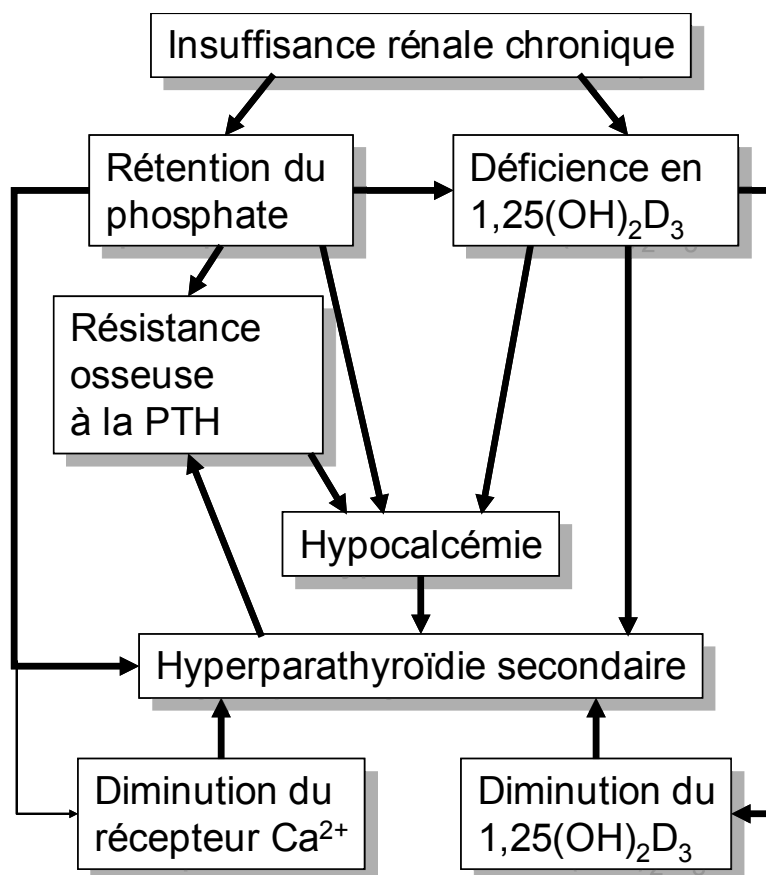 Insuffisance rénale chronique
Rétention du
phosphate
Déficience en
1,25(OH)₂D₃
Résistance
osseuse
à la PTH
Hypocalcémie
Hyperparathyroïdie secondaire
Diminution du
récepteur Ca²⁺
Diminution du
1,25(OH)₂D₃